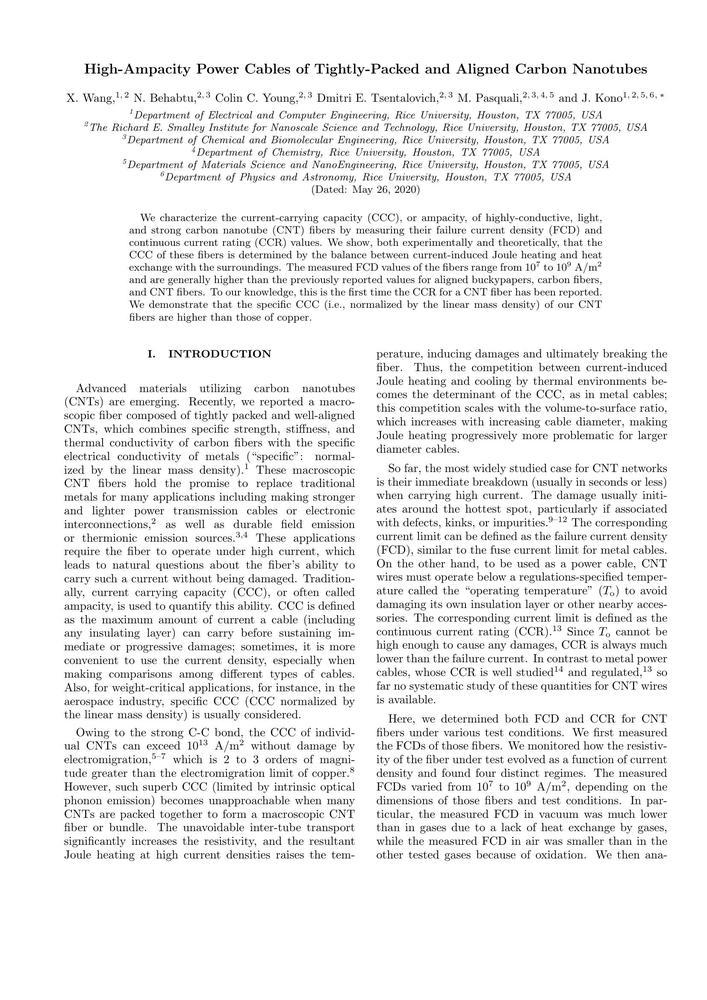 High-Ampacity Power Cables of Tightly-Packed and Aligned Carbon Nanotubes
X. Wang,1, 2 N. Behabtu,2, 3 Colin C. Young,2, 3 Dmitri E. Tsentalovich,2, 3 M. Pasquali,2, 3, 4, 5 and J. Kono1, 2, 5, 6, *
1Department of Electrical and Computer Engineering, Rice University, Houston, TX 77005, USA
2The Richard E. Smalley Institute for Nanoscale Science and Technology, Rice University, Houston, TX 77005, USA
3Department of Chemical and Biomolecular Engineering, Rice University, Houston, TX 77005, USA
4Department of Chemistry, Rice University, Houston, TX 77005, USA
5Department of Materials Science and NanoEngineering, Rice University, Houston, TX 77005, USA
6Department of Physics and Astronomy, Rice University, Houston, TX 77005, USA
(Dated: May 26, 2020)
We characterize the current-carrying capacity (CCC), or ampacity, of highly-conductive, light,
and strong carbon nanotube (CNT) fibers by measuring their failure current density (FCD) and
continuous current rating (CCR) values. We show, both experimentally and theoretically, that the
CCC of these fibers is determined by the balance between current-induced Joule heating and heat
exchange with the surroundings. The measured FCD values of the fibers range from 10^7 to 10^9 A/m^2
and are generally higher than the previously reported values for aligned buckypapers, carbon fibers,
and CNT fibers. To our knowledge, this is the first time the CCR for a CNT fiber has been reported.
We demonstrate that the specific CCC (i.e., normalized by the linear mass density) of our CNT
fibers are higher than those of copper.
I. INTRODUCTION
Advanced materials utilizing carbon nanotubes
(CNTs) are emerging. Recently, we reported a macro-
scopic fiber composed of tightly packed and well-aligned
CNTs, which combines specific strength, stiffness, and
thermal conductivity of carbon fibers with the specific
electrical conductivity of metals (“specific”: normal-
ized by the linear mass density).1 These macroscopic
CNT fibers hold the promise to replace traditional
metals for many applications including making stronger
and lighter power transmission cables or electronic
interconnections,2 as well as durable field emission
or thermionic emission sources.3,4 These applications
require the fiber to operate under high current, which
leads to natural questions about the fiber's ability to
carry such a current without being damaged. Tradition-
ally, current carrying capacity (CCC), or often called
ampacity, is used to quantify this ability. CCC is defined
as the maximum amount of current a cable (including
any insulating layer) can carry before sustaining im-
mediate or progressive damages; sometimes, it is more
convenient to use the current density, especially when
making comparisons among different types of cables.
Also, for weight-critical applications, for instance, in the
aerospace industry, specific CCC (CCC normalized by
the linear mass density) is usually considered.
Owing to the strong C-C bond, the CCC of individ-
ual CNTs can exceed 10^13 A/m^2 without damage by
electromigration,5–7 which is 2 to 3 orders of magni-
tude greater than the electromigration limit of copper.8
However, such superb CCC (limited by intrinsic optical
phonon emission) becomes unapproachable when many
CNTs are packed together to form a macroscopic CNT
fiber or bundle. The unavoidable inter-tube transport
significantly increases the resistivity, and the resultant
Joule heating at high current densities raises the tem-
perature, inducing damages and ultimately breaking the
fiber. Thus, the competition between current-induced
Joule heating and cooling by thermal environments be-
comes the determinant of the CCC, as in metal cables;
this competition scales with the volume-to-surface ratio,
which increases with increasing cable diameter, making
Joule heating progressively more problematic for larger
diameter cables.
So far, the most widely studied case for CNT networks
is their immediate breakdown (usually in seconds or less)
when carrying high current. The damage usually initi-
ates around the hottest spot, particularly if associated
with defects, kinks, or impurities.9–12 The corresponding
current limit can be defined as the failure current density
(FCD), similar to the fuse current limit for metal cables.
On the other hand, to be used as a power cable, CNT
wires must operate below a regulations-specified temper-
ature called the “operating temperature” (To) to avoid
damaging its own insulation layer or other nearby acces-
sories. The corresponding current limit is defined as the
continuous current rating (CCR).13 Since To cannot be
high enough to cause any damages, CCR is always much
lower than the failure current. In contrast to metal power
cables, whose CCR is well studied14 and regulated,13 so
far no systematic study of these quantities for CNT wires
is available.
Here, we determined both FCD and CCR for CNT
fibers under various test conditions. We first measured
the FCDs of those fibers. We monitored how the resistiv-
ity of the fiber under test evolved as a function of current
density and found four distinct regimes. The measured
FCDs varied from 10^7 to 10^9 A/m^2, depending on the
dimensions of those fibers and test conditions. In par-
ticular, the measured FCD in vacuum was much lower
than in gases due to a lack of heat exchange by gases,
while the measured FCD in air was smaller than in the
other tested gases because of oxidation. We then ana-